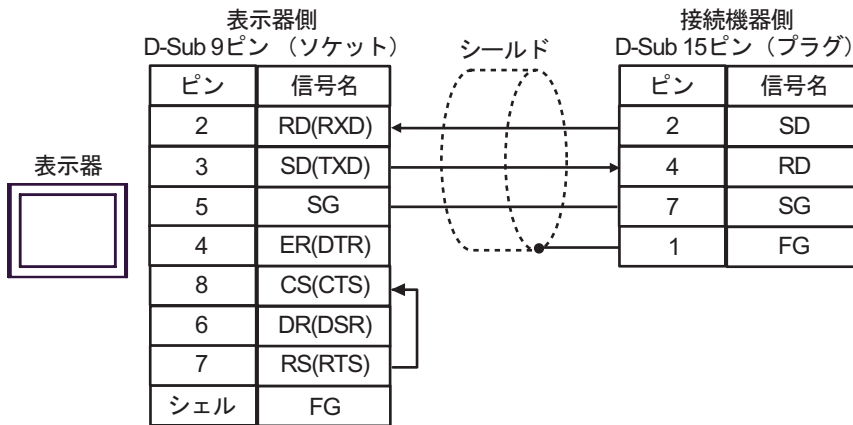 表示器側
D-Sub 9ピン （ソケット）
シールド
接続機器側
D-Sub 15ピン（プラグ）
表示器
ピン 信号名
2 RD(RXD)
3 SD(TXD)
5 SG
4 ER(DTR)
8 CS(CTS)
6 DR(DSR)
7 RS(RTS)
シェル FG
ピン 信号名
2 SD
4 RD
7 SG
1 FG